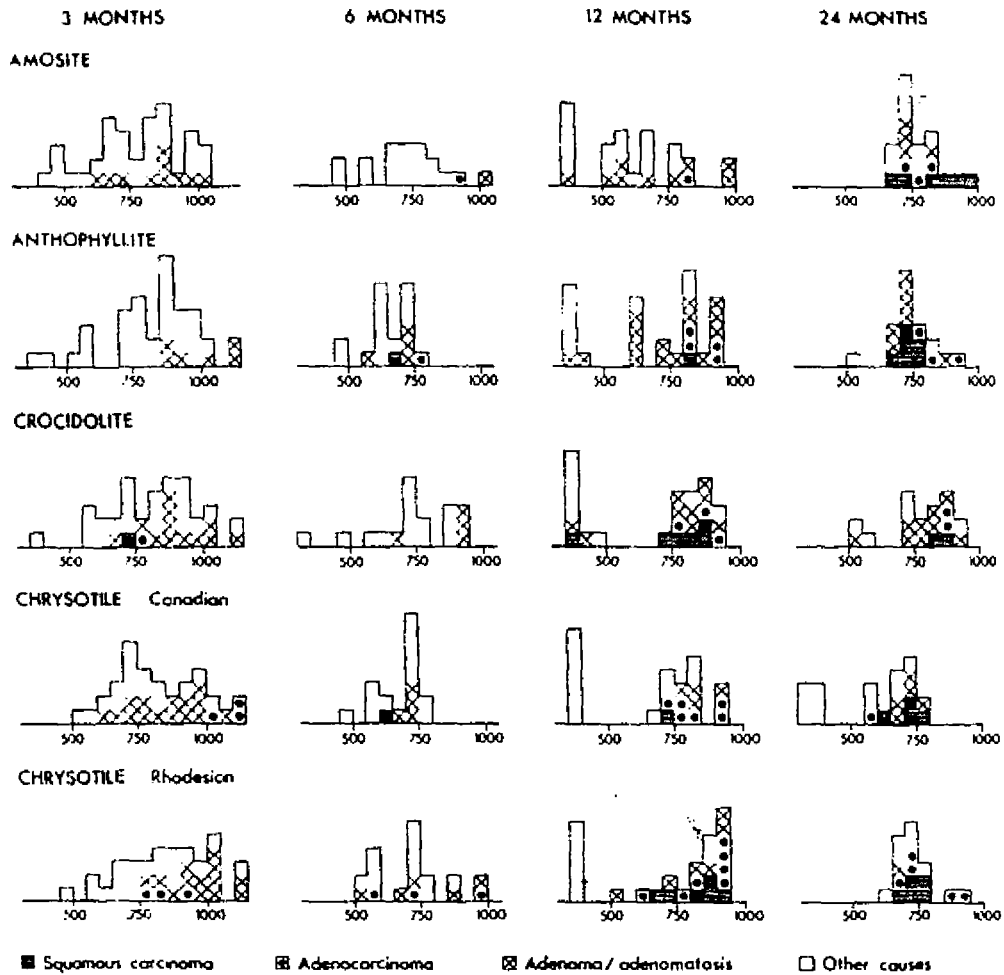 3 MONTHS 6 MONTHS 12 MONTHS 24 MONTHS
AMOSITE
500 750 1000 500 750 1000 500 750 1000 500 750 1000
ANTHOPHYLLITE
500 750 1000 500 750 1000 500 750 1000 500 750 1000
CROCIDOLITE
500 750 1000 500 750 1000 500 750 1000 500 750 1000
CHRYSOTILE Canadian
500 750 1000 500 750 1000 500 750 1000 500 750 1000
CHRYSOTILE Rhodesian
500 750 1000 500 750 1000 500 750 1000 500 750 1000
Squamous carcinoma Adenocarcinoma Adenoma/adenomatosis Other causes